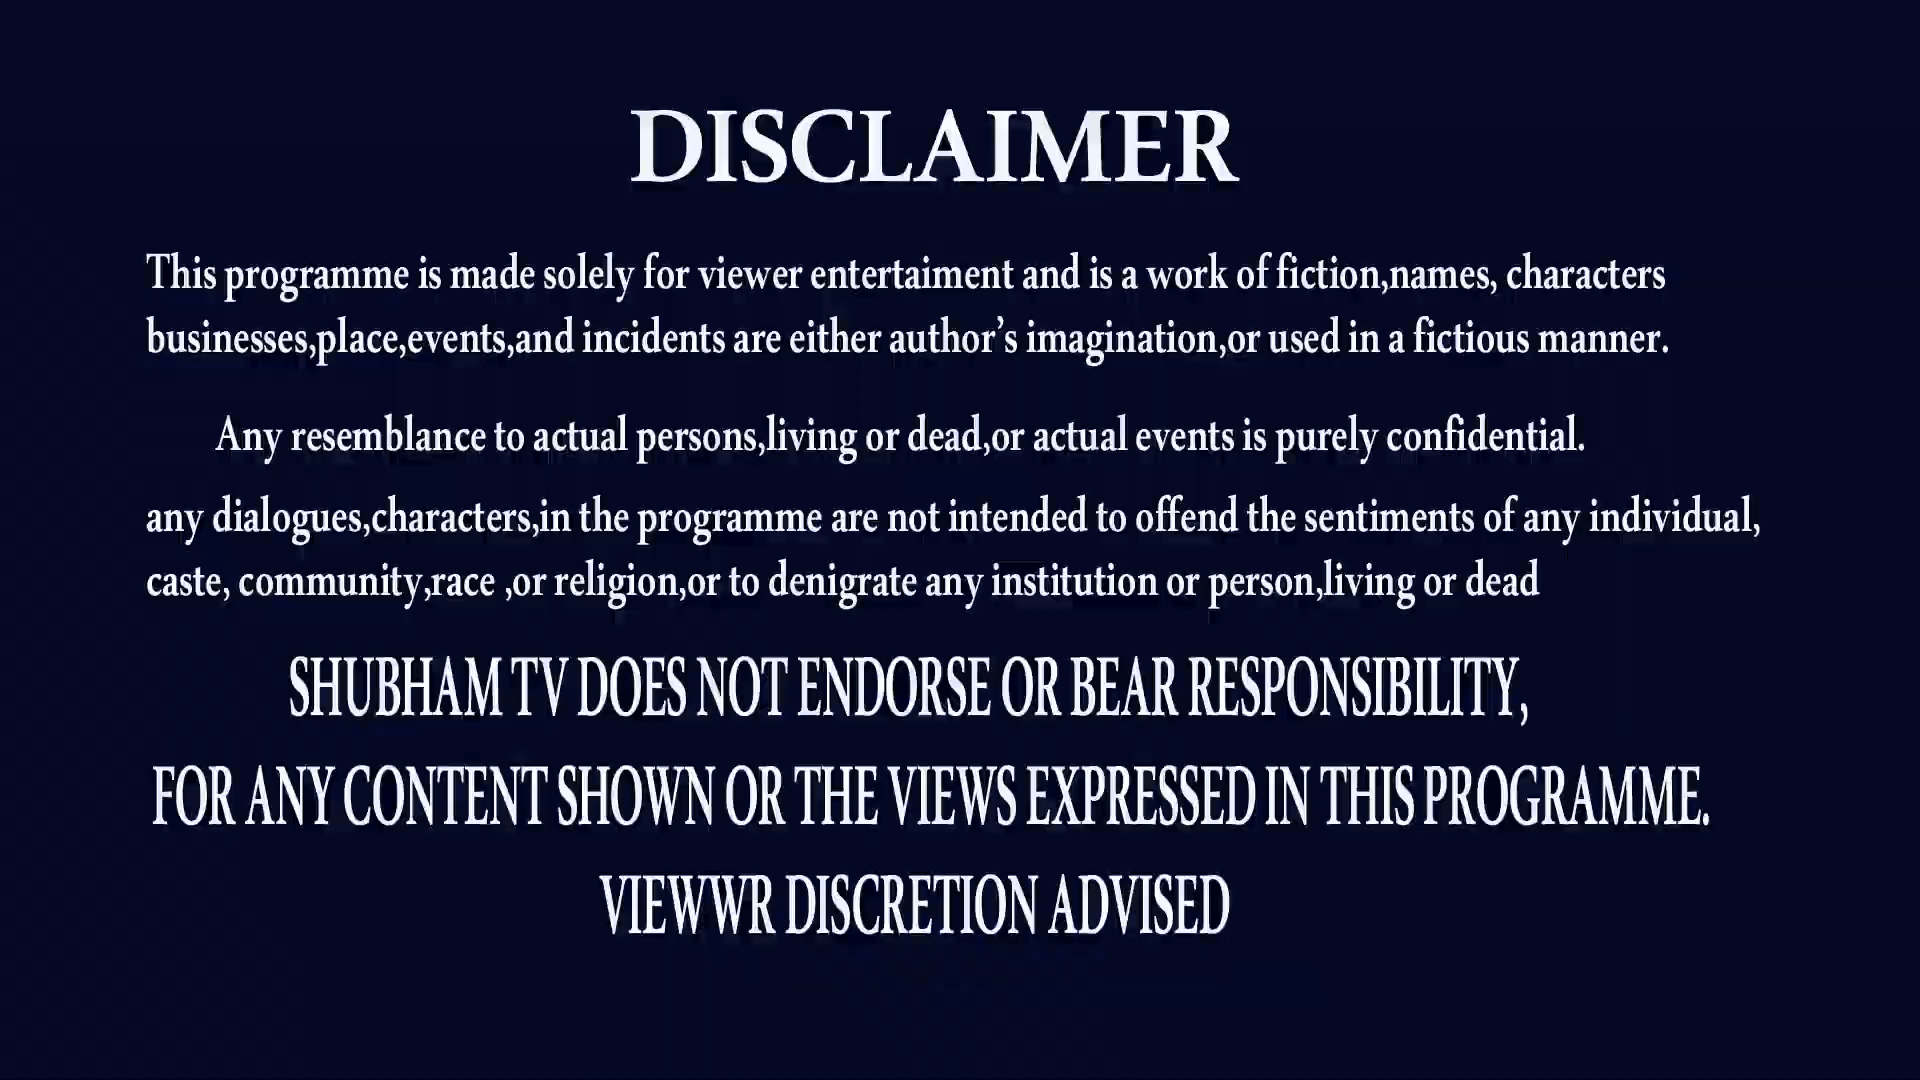 DISCLAIMER
This programme is made solely for viewer entertaiment and is a work of fiction,names, characters
businesses,place,events,and incidents are either author's imagination,or used in a fictious manner.
Any resemblance to actual persons,living or dead,or actual events is purely confidential.
any dialogues,characters,in the programme are not intended to offend the sentiments of any individual,
caste, community,race ,or religion,or to denigrate any institution or person,living or dead
SHUBHAM TV DOES NOT ENDORSE OR BEAR RESPONSIBILITY,
FOR ANY CONTENT SHOWN OR THE VIEWS EXPRESSED IN THIS PROGRAMME.
VIEWWR DISCRETION ADVISED